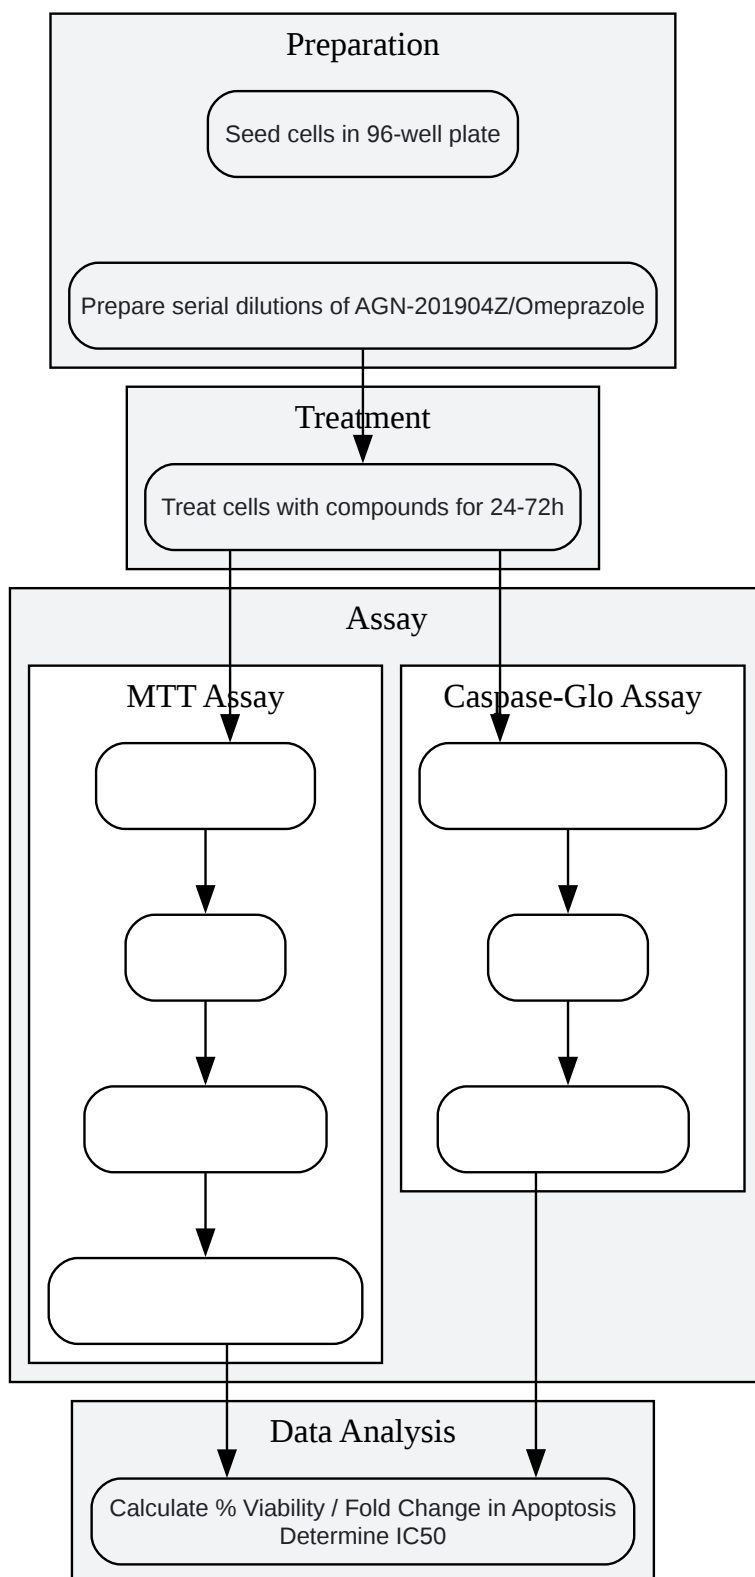 Preparation
Seed cells in 96-well plate
Prepare serial dilutions of AGN-201904Z/Omeprazole
Treatment
Treat cells with compounds for 24-72h
Assay
MTT Assay
Caspase-Glo Assay
Data Analysis
Calculate % Viability / Fold Change in Apoptosis
Determine IC50